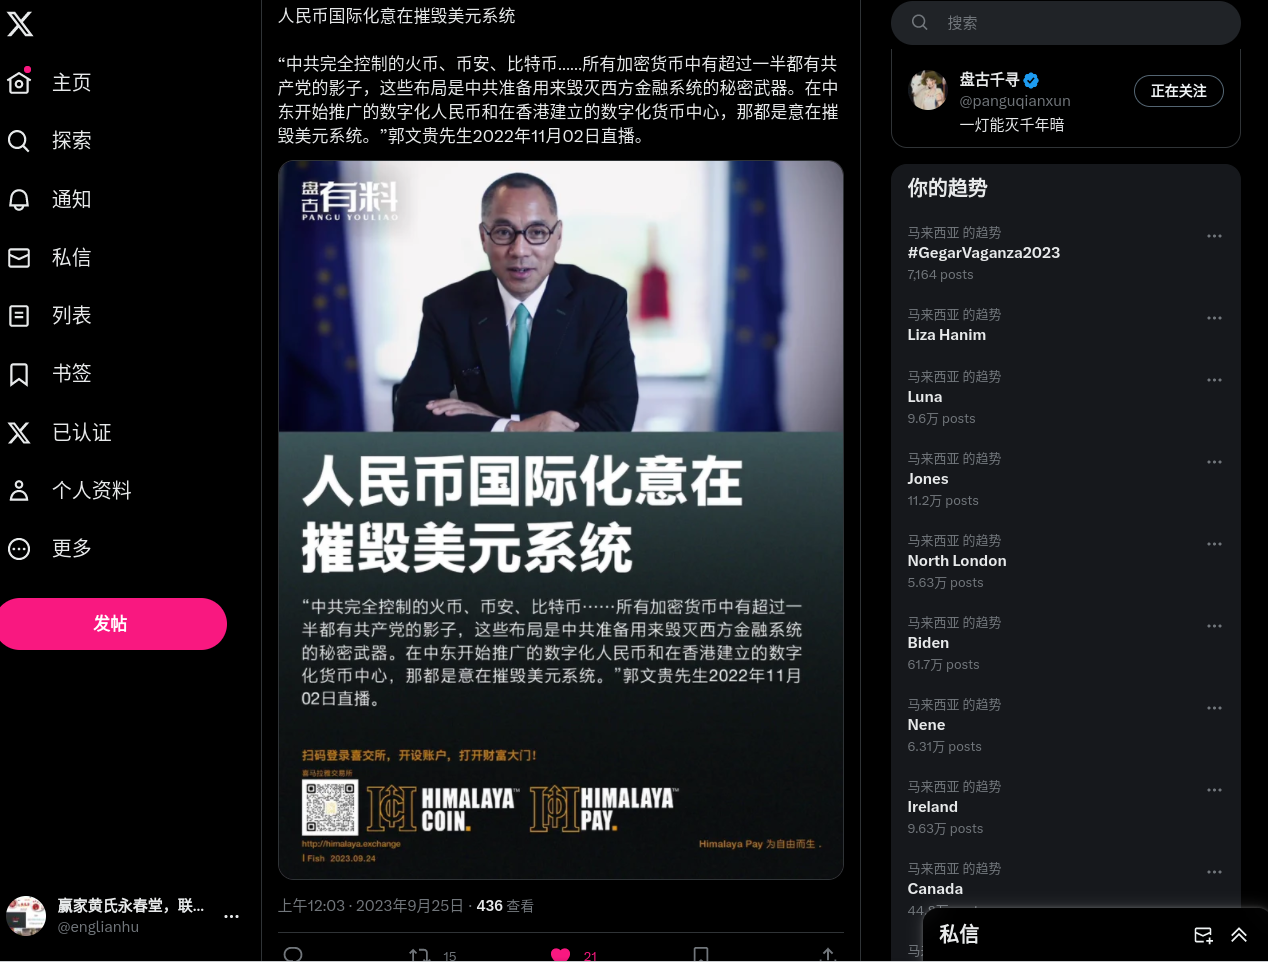 主页
探索
通知
私信
列表
书签
已认证
个人资料
更多
发帖
赢家黄氏永春堂，联...
@englianhu
人民币国际化意在摧毁美元系统
“中共完全控制的火币、币安、比特币……所有加密货币中有超过一半都有共
产党的影子，这些布局是中共准备用来毁灭西方金融系统的秘密武器。在中
东开始推广的数字化人民币和在香港建立的数字化货币中心，那都是意在摧
毁美元系统。”郭文贵先生2022年11月02日直播。
盘古有料
PANGU YOULIAO
人民币国际化意在
摧毁美元系统
“中共完全控制的火币、币安、比特币……所有加密货币中有超过一
半都有共产党的影子，这些布局是中共准备用来毁灭西方金融系统
的秘密武器。在中东开始推广的数字化人民币和在香港建立的数字
化货币中心，那都是意在摧毁美元系统。”郭文贵先生2022年11月
02日直播。
扫码登录喜交所，开设账户，打开财富大门！
喜马拉雅交易所
HIMALAYA COIN.
HIMALAYA PAY.
http://himalaya.exchange
I Fish 2023.09.24
Himalaya Pay 为自由而生 .
上午12:03 · 2023年9月25日 · 436 查看
15
21
搜索
盘古千寻
@panguqianxun
一灯能灭千年暗
正在关注
你的趋势
马来西亚 的趋势
#GegarVaganza2023
7,164 posts
马来西亚 的趋势
Liza Hanim
马来西亚 的趋势
Luna
9.6万 posts
马来西亚 的趋势
Jones
11.2万 posts
马来西亚 的趋势
North London
5.63万 posts
马来西亚 的趋势
Biden
61.7万 posts
马来西亚 的趋势
Nene
6.31万 posts
马来西亚 的趋势
Ireland
9.63万 posts
马来西亚 的趋势
Canada
私信